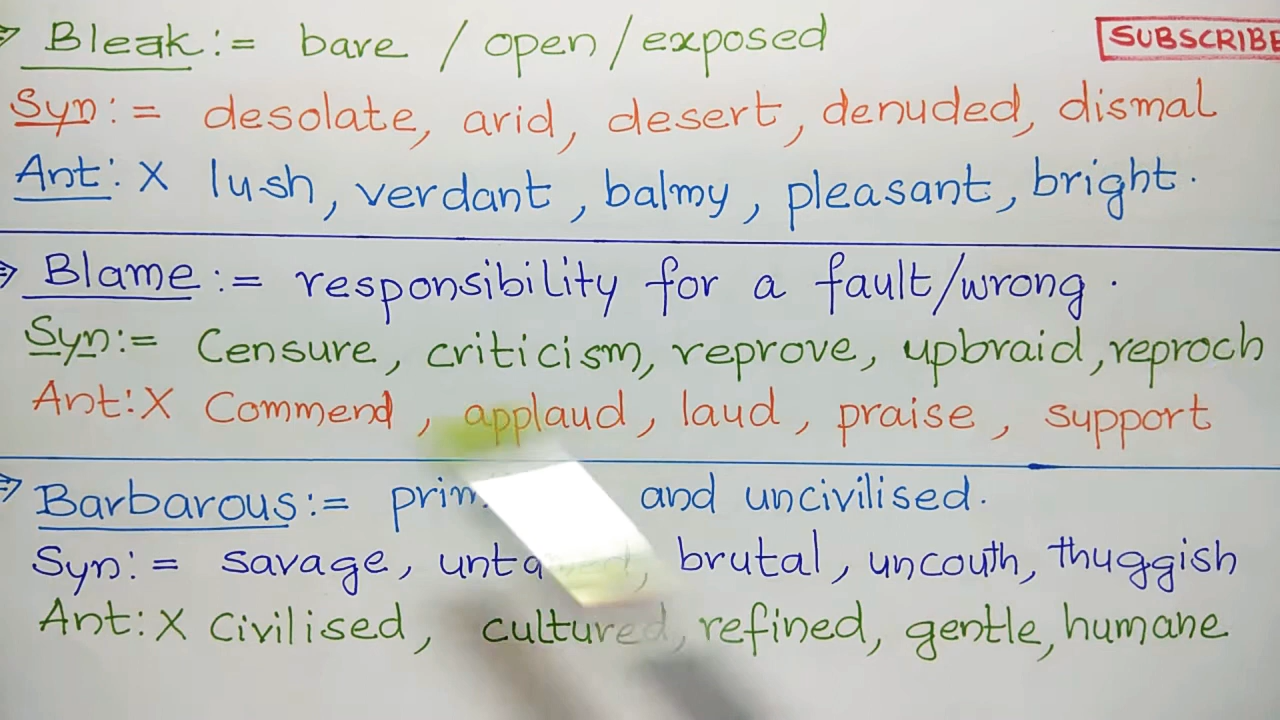 Bleak := bare / open / exposed
SUBSCRIBE
Syn := desolate, arid, desert, denuded, dismal
Ant: X lush, verdant, balmy, pleasant, bright.
Blame := responsibility for a fault/wrong.
Syn := Censure, criticism, reprove, upbraid, reproch
Ant: X Commend, applaud, laud, praise, support
Barbarous := and uncivilised.
Syn := savage, brutal, uncouth, thuggish
Ant: X Civilised, cultured, refined, gentle, humane